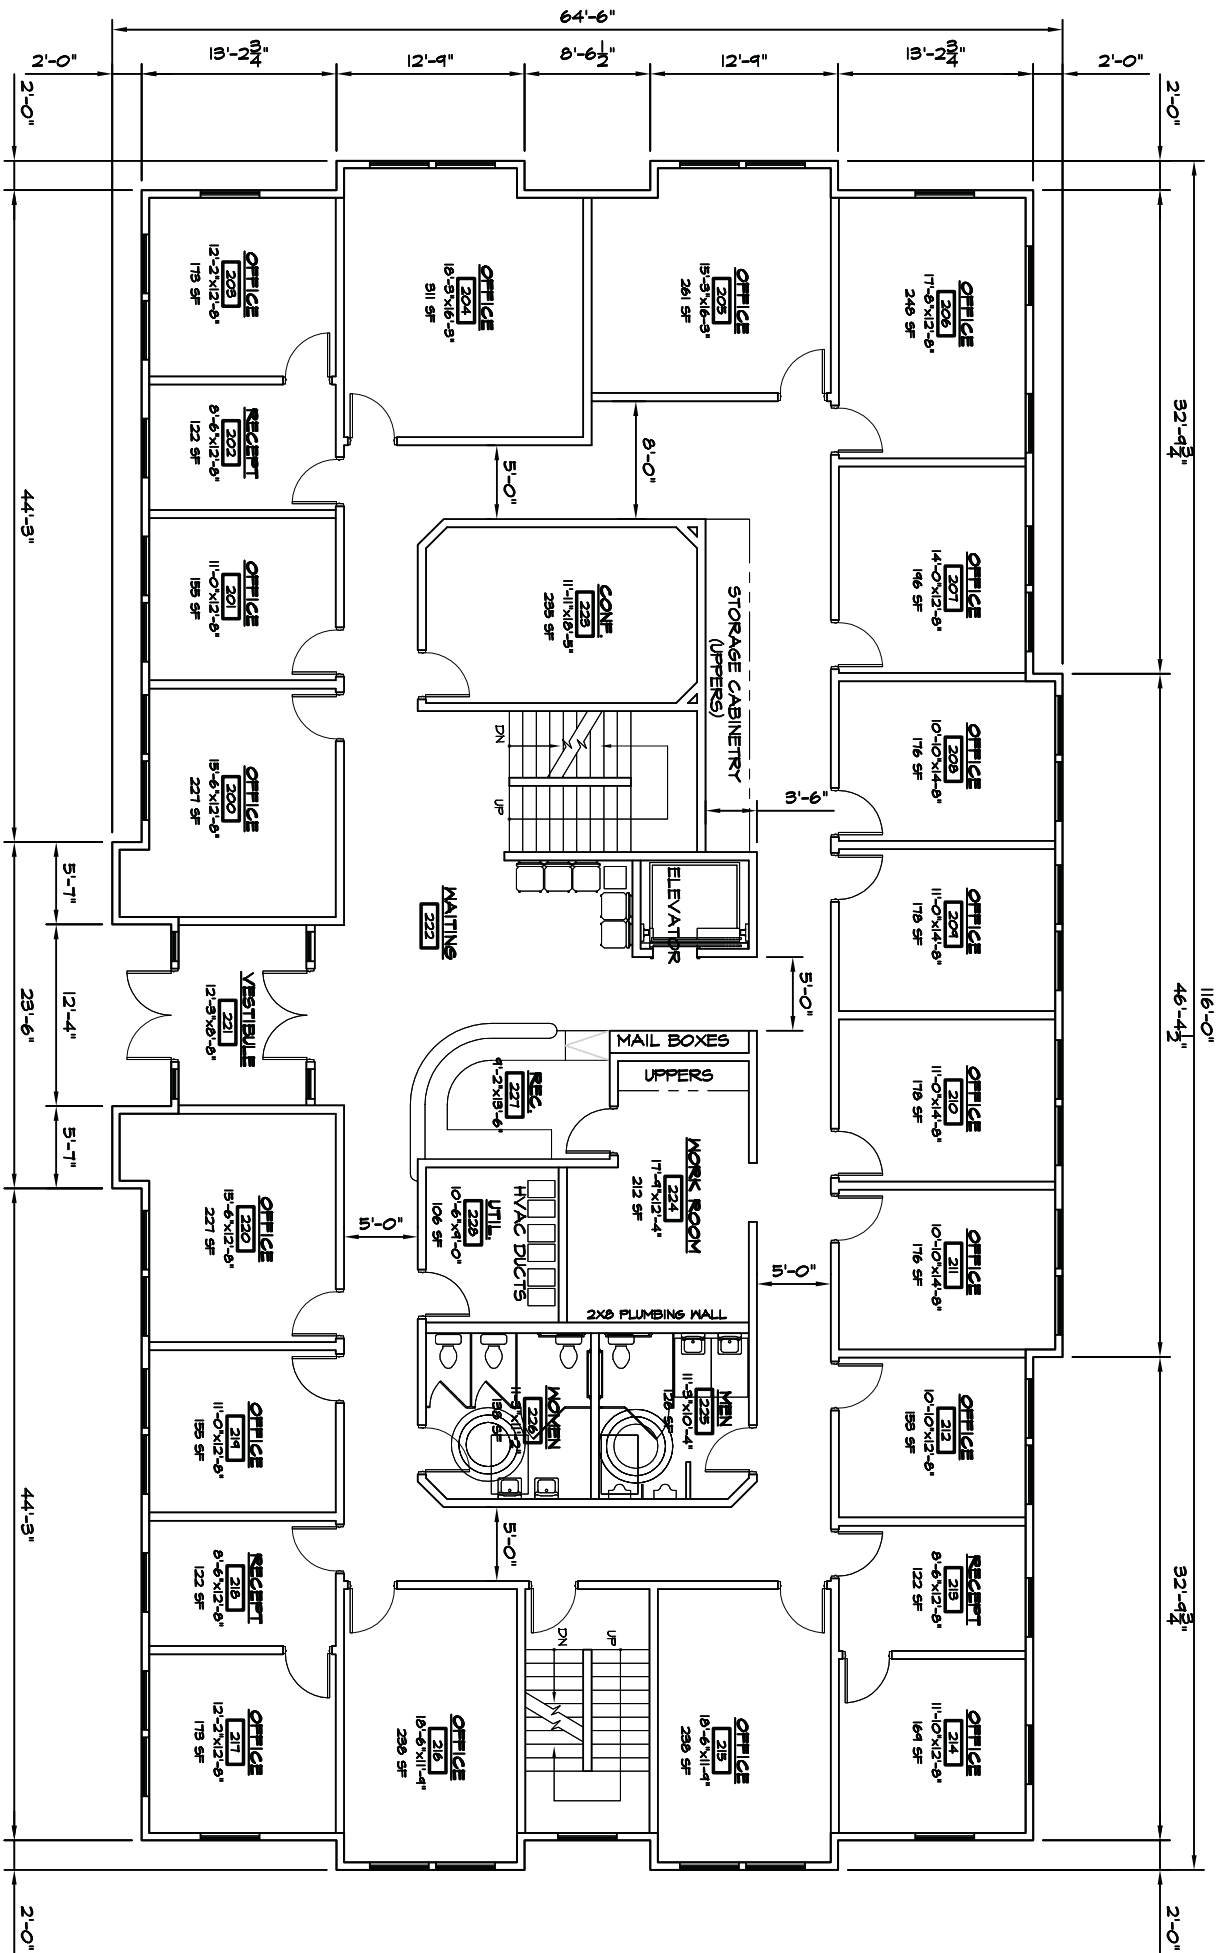 64'-6"
2'-0"
13'-2 3/4"
12'-9"
8'-6 1/2"
12'-9"
13'-2 3/4"
2'-0"
2'-0"
32'-9 3/4"
116'-0"
46'-4 1/2"
32'-9 3/4"
2'-0"
2'-0"
44'-3"
5'-7"
12'-4"
23'-6"
5'-7"
44'-3"
2'-0"
OFFICE
203
12'-2"x12'-8"
173 SF
OFFICE
204
18'-3"x16'-3"
311 SF
OFFICE
205
15'-3"x16-3"
261 SF
OFFICE
206
17'-8"x12'-8"
248 SF
RECEPT
202
8'-6"x12'-8"
122 SF
5'-0"
8'-0"
OFFICE
201
11'-0"x12'-8"
155 SF
CONF.
223
11'-11"x18'-5"
235 SF
STORAGE CABINETRY
(UPPERS)
OFFICE
207
14'-0"x12'-8"
196 SF
OFFICE
200
15'-6"x12'-8"
227 SF
DN
UP
3'-6"
OFFICE
208
10'-10"x14-8"
176 SF
WAITING
222
ELEVATOR
OFFICE
209
11'-0"x14'-8"
178 SF
5'-0"
VESTIBULE
221
12'-3"x8'-8"
REC.
227
9'-2"x13'-6"
MAIL BOXES
UPPERS
OFFICE
210
11'-0"x14'-8"
178 SF
WORK ROOM
224
17'-9"x12'-4"
212 SF
OFFICE
220
15'-6"x12'-8"
227 SF
5'-0"
UTIL.
228
10'-6"x9'-0"
106 SF
HVAC DUCTS
2X8 PLUMBING WALL
5'-0"
OFFICE
211
10'-10"x14'-8"
176 SF
OFFICE
219
11'-0"x12'-8"
155 SF
WOMEN
226
MEN
225
11'-3"x10'-4"
OFFICE
212
10'-10"x12'-8"
158 SF
RECEPT
218
8'-6"x12'-8"
122 SF
5'-0"
RECEPT
213
8'-6"x12'-8"
122 SF
OFFICE
217
12'-2"x12'-8"
173 SF
OFFICE
216
18'-6"x11'-9"
238 SF
DN
UP
OFFICE
215
18'-6"x11-9"
238 SF
OFFICE
214
11'-10"x12'-8"
169 SF